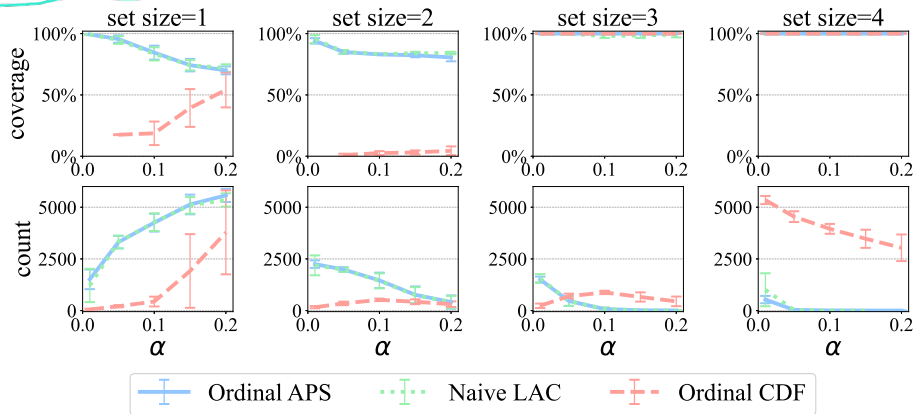 set size=1 set size=2 set size=3 set size=4
100% 100% 100% 100%
coverage
50% 50% 50% 50%
0% 0% 0% 0%
0.0 0.1 0.2 0.0 0.1 0.2 0.0 0.1 0.2 0.0 0.1 0.2
5000 5000 5000 5000
count
2500 2500 2500 2500
0 0 0 0
0.0 0.1 0.2 0.0 0.1 0.2 0.0 0.1 0.2 0.0 0.1 0.2
α α α α
Ordinal APS Naive LAC Ordinal CDF